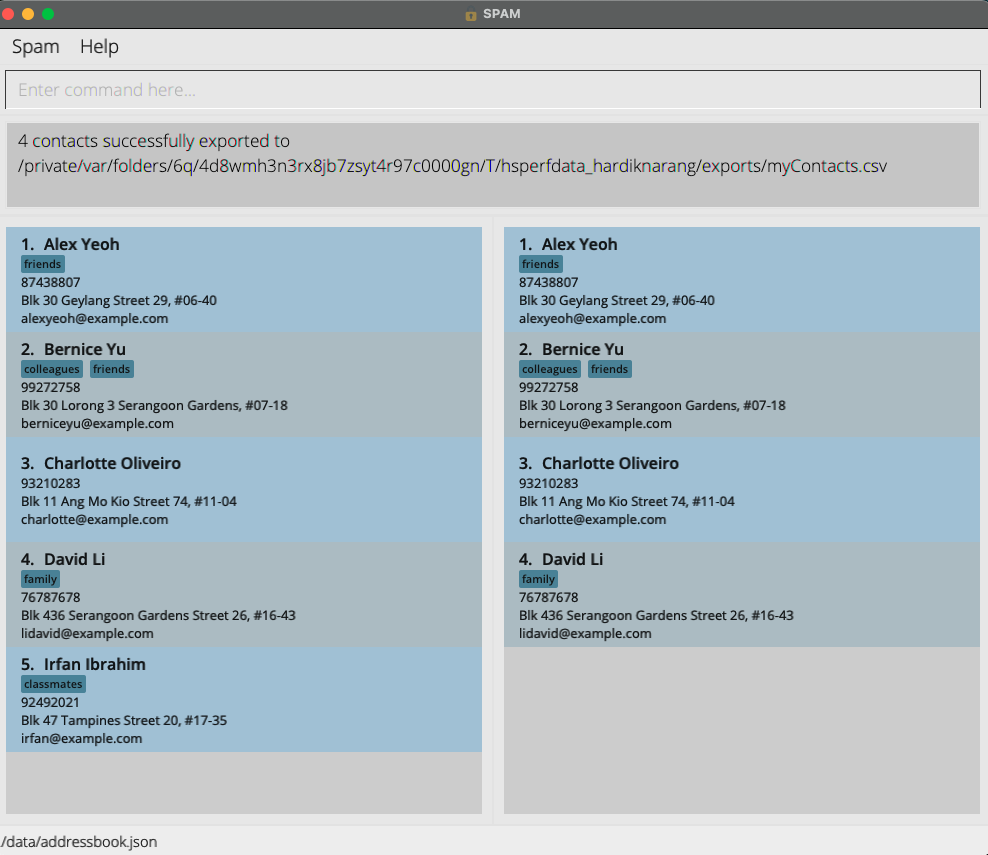 SPAM
Spam Help
Enter command here...
4 contacts successfully exported to
/private/var/folders/6q/4d8wmh3n3rx8jb7zsyt4r97c0000gn/T/hsperfdata_hardiknarang/exports/myContacts.csv
1. Alex Yeoh
friends
87438807
Blk 30 Geylang Street 29, #06-40
alexyeoh@example.com
2. Bernice Yu
colleagues friends
99272758
Blk 30 Lorong 3 Serangoon Gardens, #07-18
berniceyu@example.com
3. Charlotte Oliveiro
93210283
Blk 11 Ang Mo Kio Street 74, #11-04
charlotte@example.com
4. David Li
family
76787678
Blk 436 Serangoon Gardens Street 26, #16-43
lidavid@example.com
5. Irfan Ibrahim
classmates
92492021
Blk 47 Tampines Street 20, #17-35
irfan@example.com
1. Alex Yeoh
friends
87438807
Blk 30 Geylang Street 29, #06-40
alexyeoh@example.com
2. Bernice Yu
colleagues friends
99272758
Blk 30 Lorong 3 Serangoon Gardens, #07-18
berniceyu@example.com
3. Charlotte Oliveiro
93210283
Blk 11 Ang Mo Kio Street 74, #11-04
charlotte@example.com
4. David Li
family
76787678
Blk 436 Serangoon Gardens Street 26, #16-43
lidavid@example.com
/data/addressbook.json